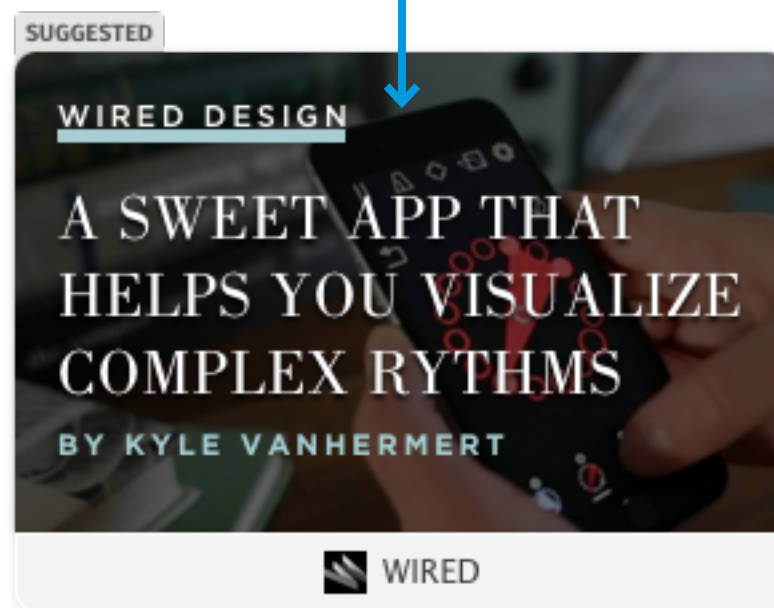 SUGGESTED
WIRED DESIGN
A SWEET APP THAT
HELPS YOU VISUALIZE
COMPLEX RYTHMS
BY KYLE VANHERMERT
WIRED